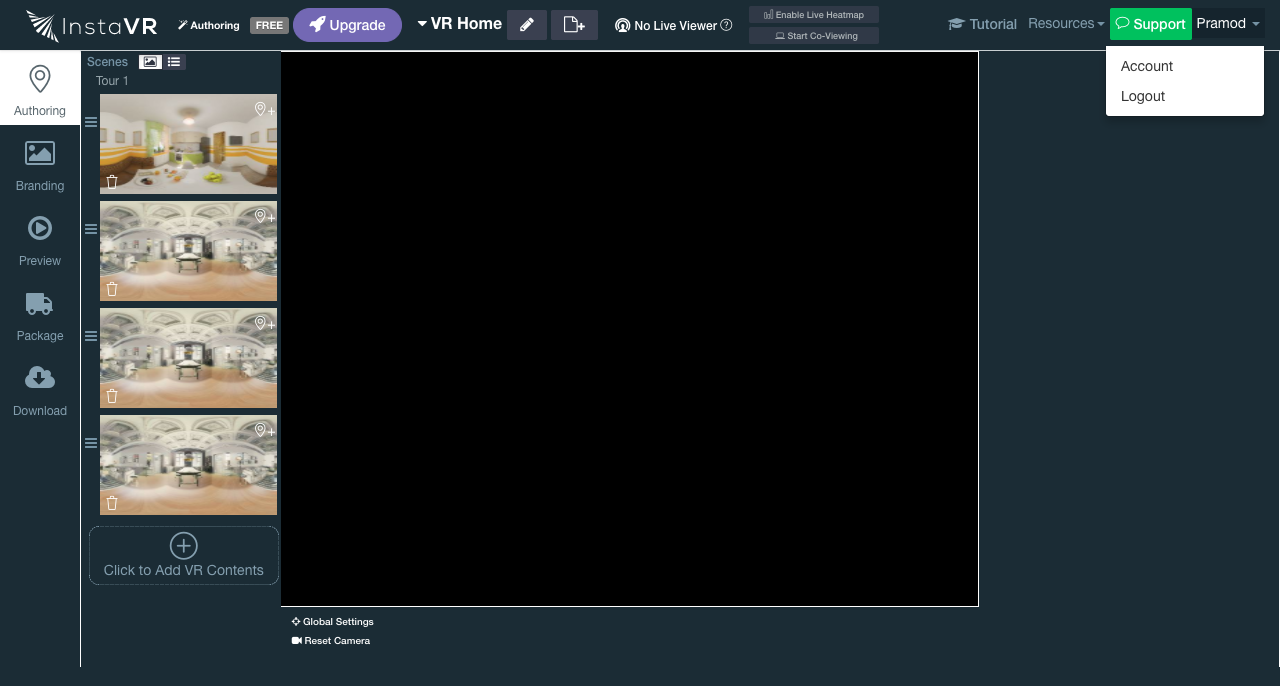 InstaVR
Authoring
FREE
Upgrade
VR Home
No Live Viewer
Enable Live Heatmap
Start Co-Viewing
Tutorial
Resources
Support
Pramod
Account
Logout
Authoring
Branding
Preview
Package
Download
Scenes
Tour 1
Click to Add VR Contents
Global Settings
Reset Camera